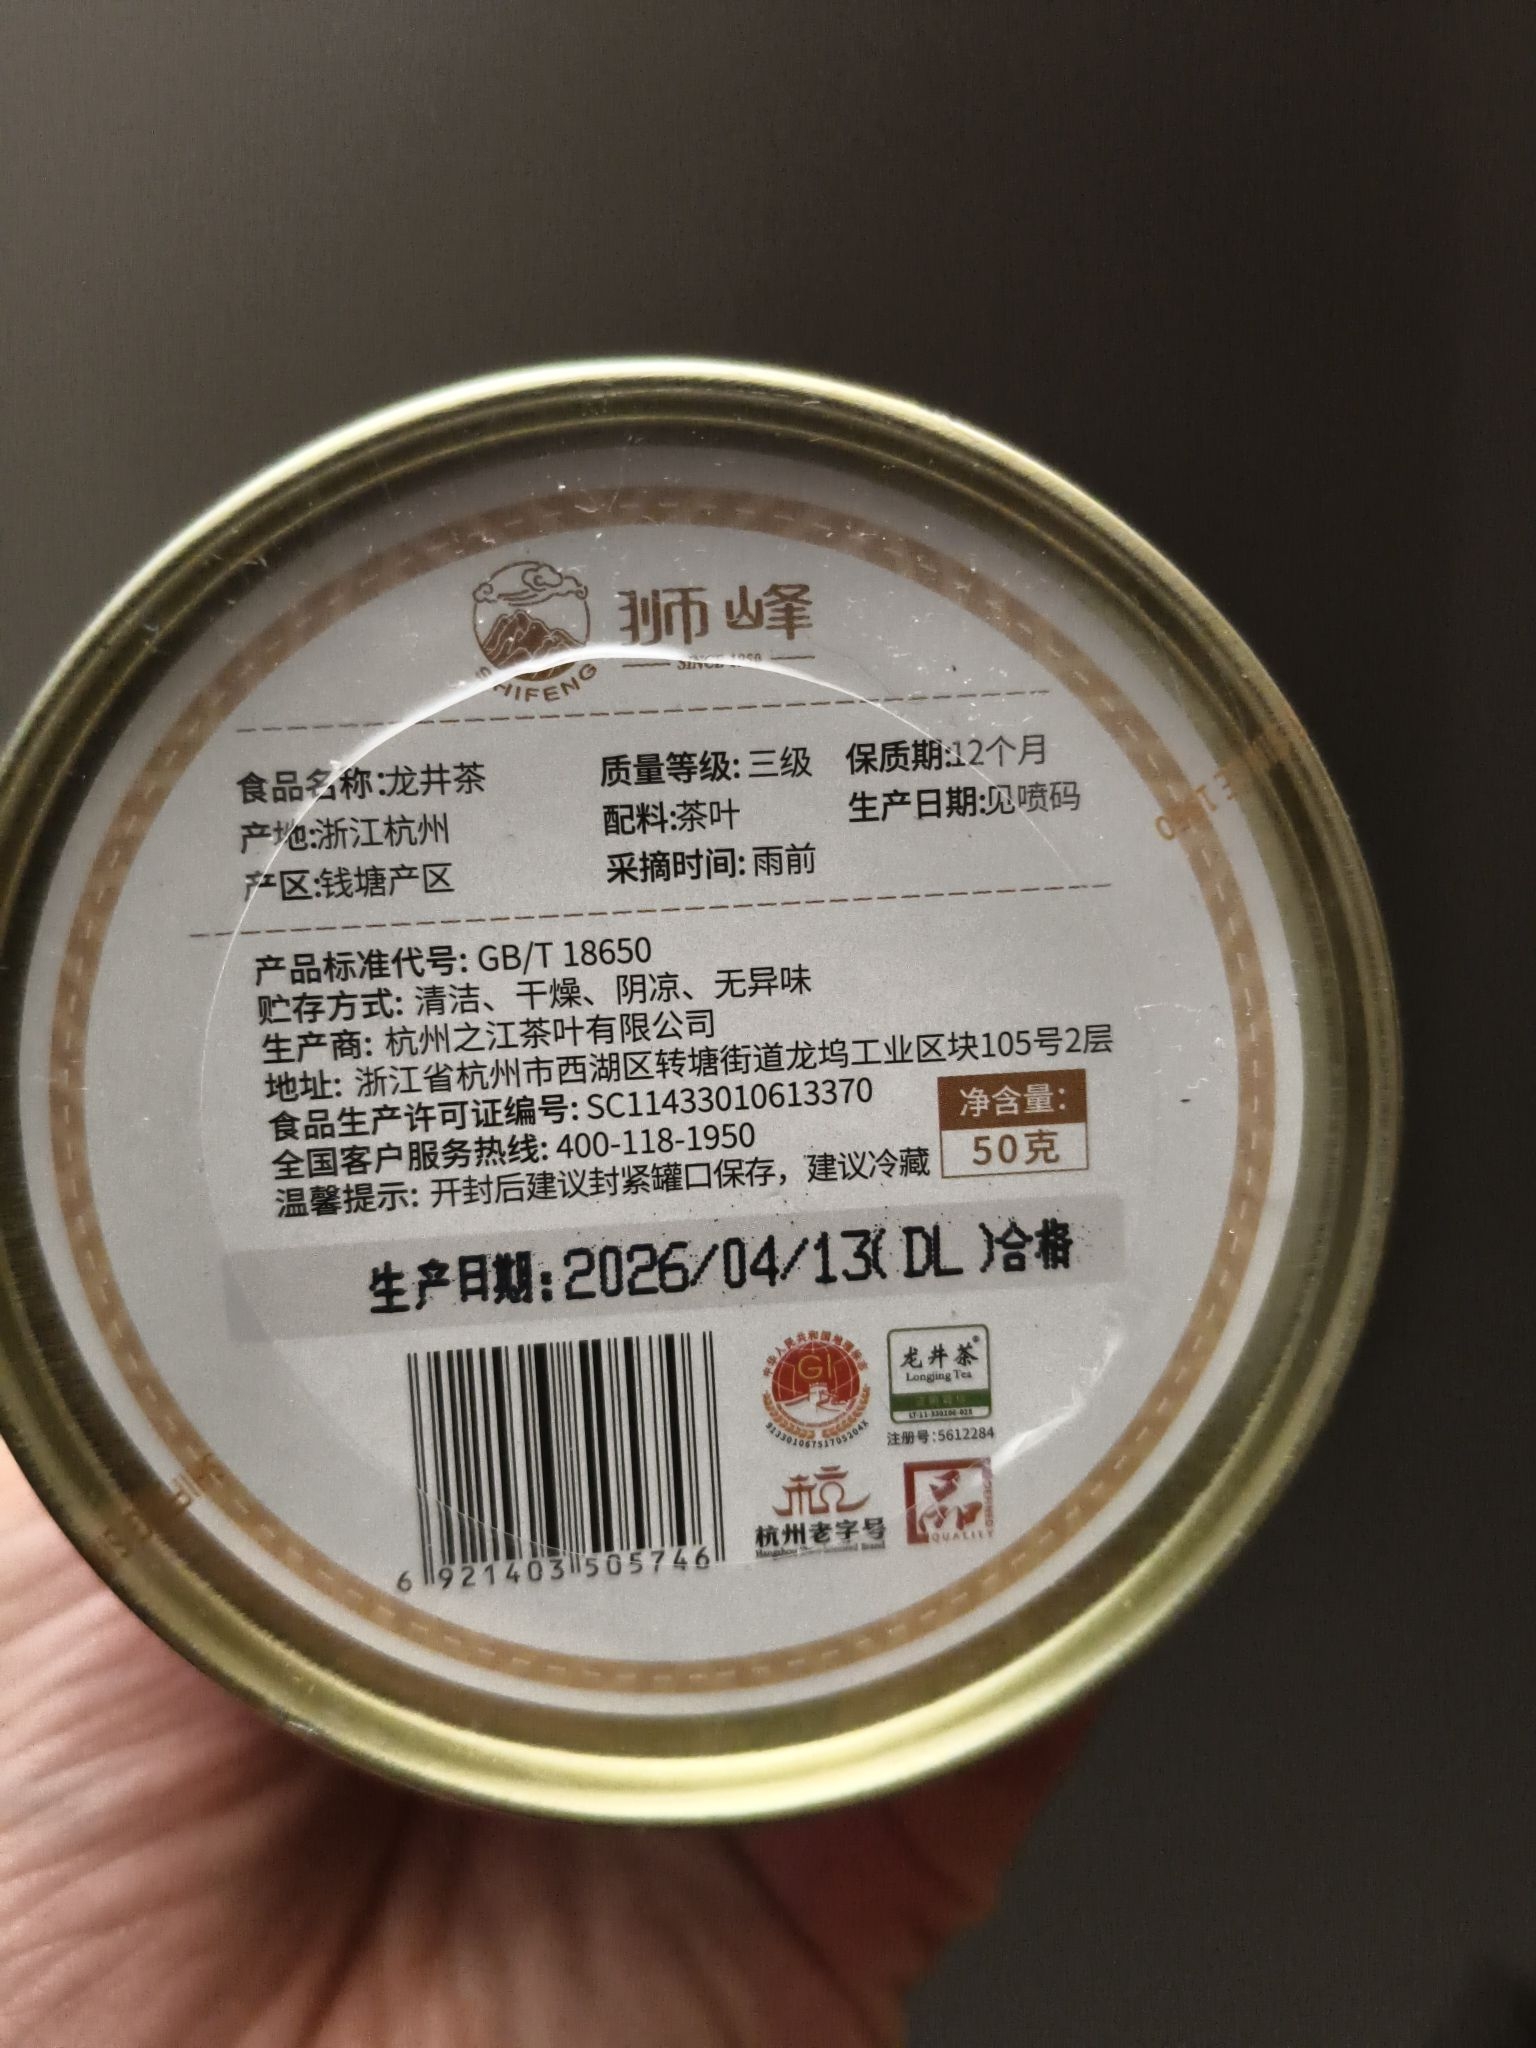 狮峰
SHIFENG
食品名称:龙井茶
质量等级: 三级
保质期:12个月
产地:浙江杭州
配料:茶叶
生产日期:见喷码
产区:钱塘产区
采摘时间: 雨前
产品标准代号: GB/T 18650
贮存方式: 清洁、干燥、阴凉、无异味
生产商: 杭州之江茶叶有限公司
地址: 浙江省杭州市西湖区转塘街道龙坞工业区块105号2层
食品生产许可证编号: SC11433010613370
全国客户服务热线: 400-118-1950
温馨提示: 开封后建议封紧罐口保存，建议冷藏
净含量:
50克
生产日期:2026/04/13(DL)合格
6 921403 505746
GI
龙井茶®
Longjing Tea
注册号:5612284
杭州老字号
品
QUALITY